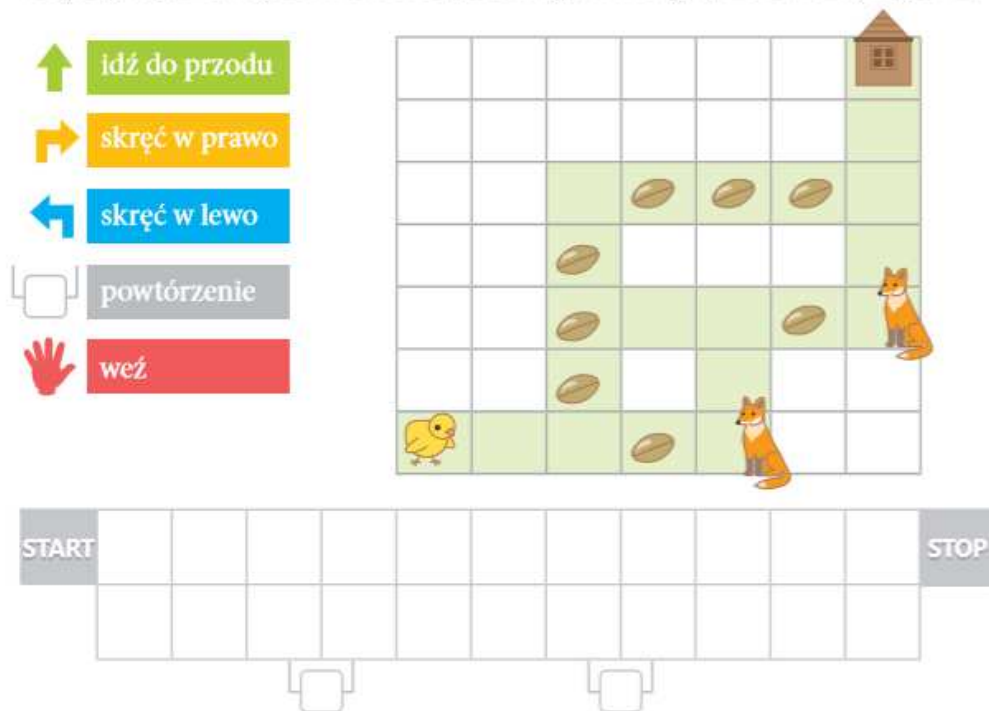 idź do przodu
skręć w prawo
skręć w lewo
powtórzenie
weź
START
STOP